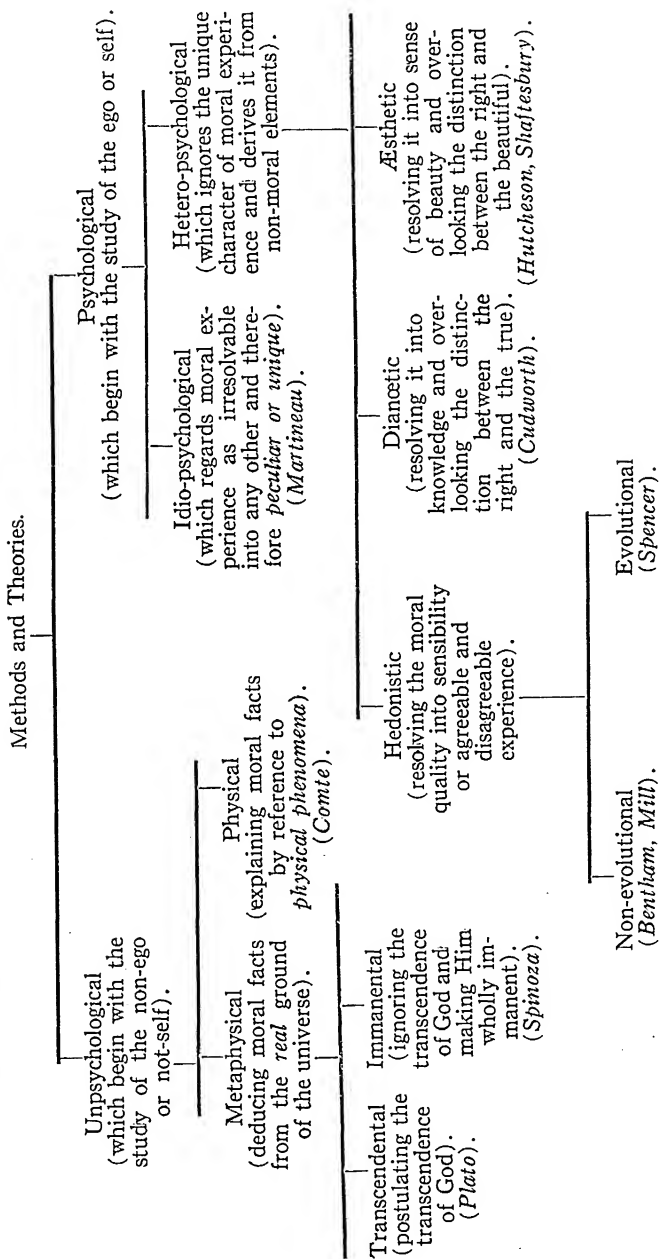 Methods and Theories.
Unpsychological
(which begin with the
study of the non-ego
or not-self).
Psychological
(which begin with the study of the ego or self).
Metaphysical
(deducing moral facts
from the real ground
of the universe).
Physical
(explaining moral facts
by reference to
physical phenomena).
(Comte).
Idio-psychological
(which regards moral ex-
perience as irresolvable
into any other and there-
fore peculiar or unique).
(Martineau).
Hetero-psychological
(which ignores the unique
character of moral experi-
ence and derives it from
non-moral elements).
Transcendental
(postulating the
transcendence
of God).
(Plato).
Immanental
(ignoring the
transcendence
of God and
making Him
wholly im-
manent).
(Spinoza).
Hedonistic
(resolving the moral
quality into sensibility
or agreeable and
disagreeable
experience).
Dianœtic
(resolving it into
knowledge and over-
looking the distinc-
tion between the
right and the true).
(Cudworth).
Æsthetic
(resolving it into sense
of beauty and over-
looking the distinction
between the right and
the beautiful).
(Hutcheson, Shaftesbury).
Non-evolutional
(Bentham, Mill).
Evolutional
(Spencer).